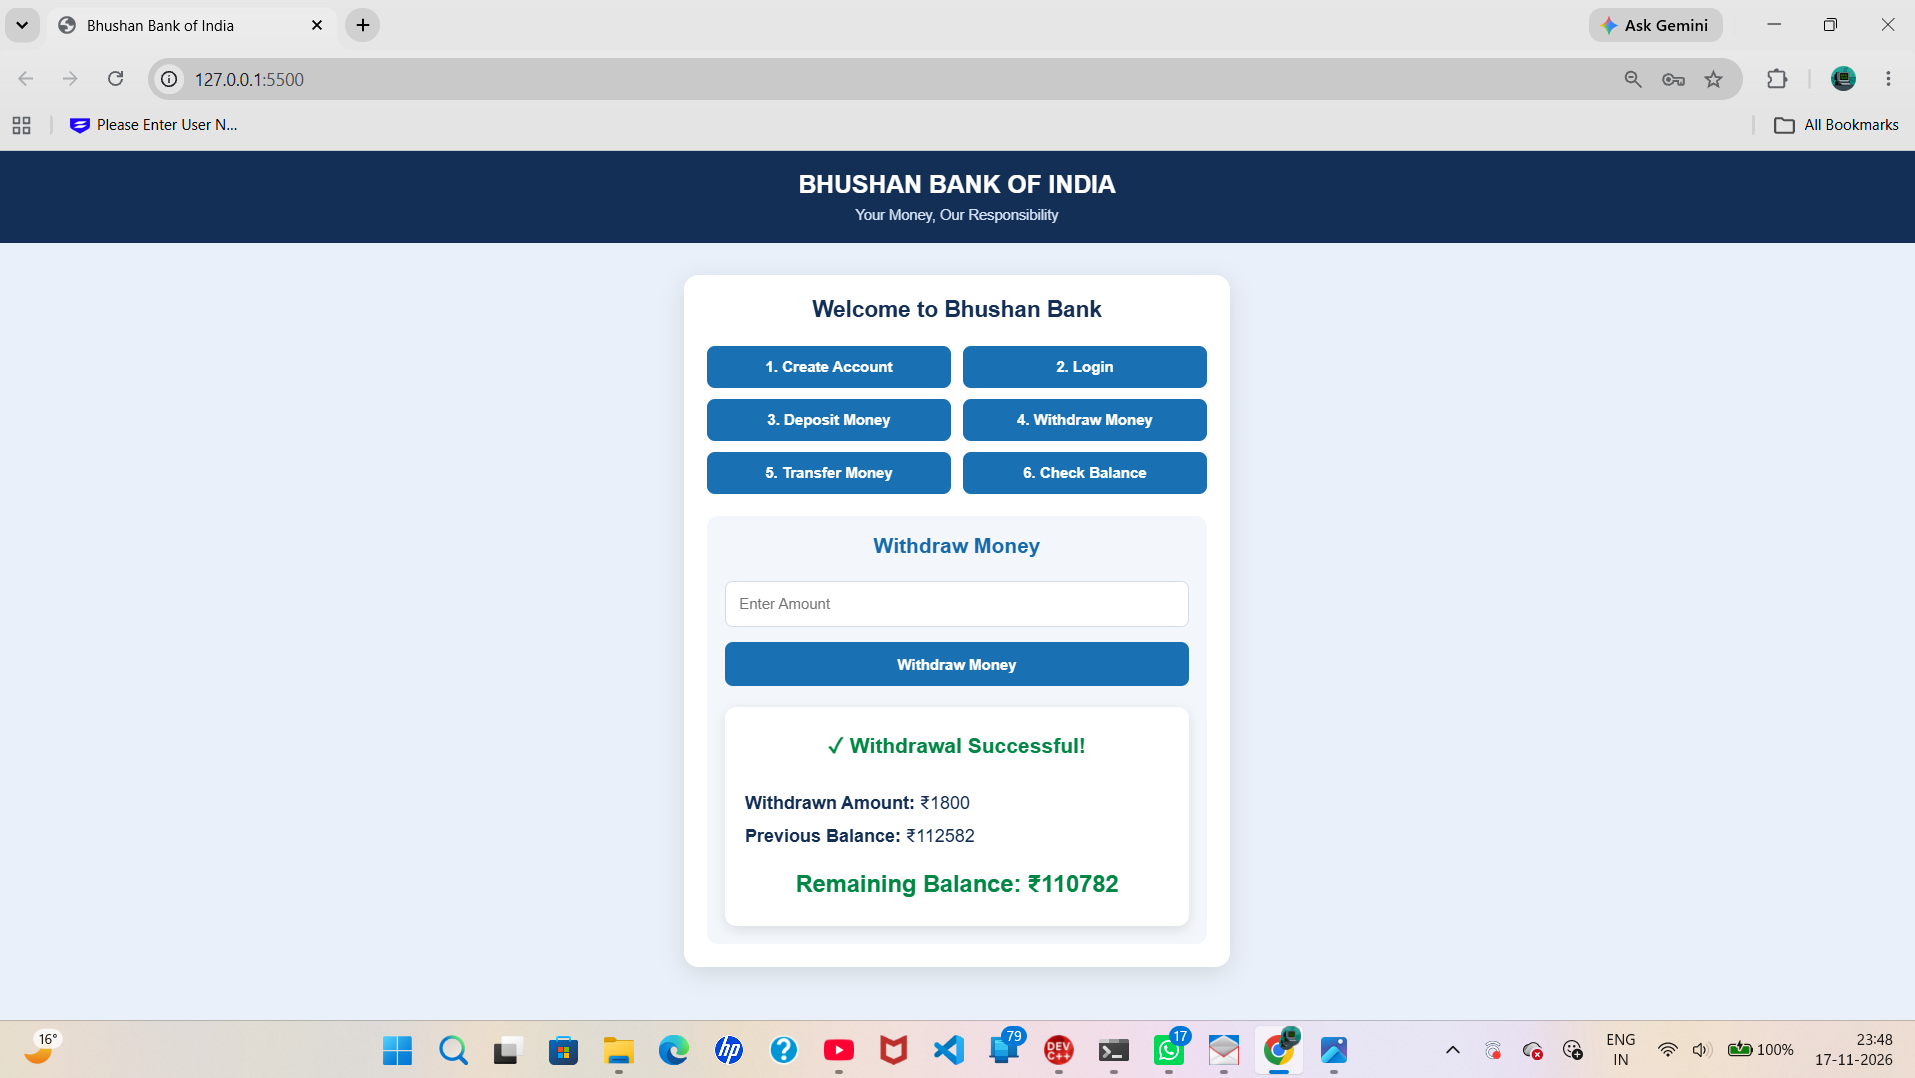 Bhushan Bank of India
Ask Gemini
127.0.0.1:5500
Please Enter User N...
All Bookmarks
BHUSHAN BANK OF INDIA
Your Money, Our Responsibility
Welcome to Bhushan Bank
1. Create Account
2. Login
3. Deposit Money
4. Withdraw Money
5. Transfer Money
6. Check Balance
Withdraw Money
Enter Amount
Withdraw Money
✓ Withdrawal Successful!
Withdrawn Amount: ₹1800
Previous Balance: ₹112582
Remaining Balance: ₹110782
16°
hp
?
79
DEV
C++
17
ENG
IN
100%
23:48
17-11-2026